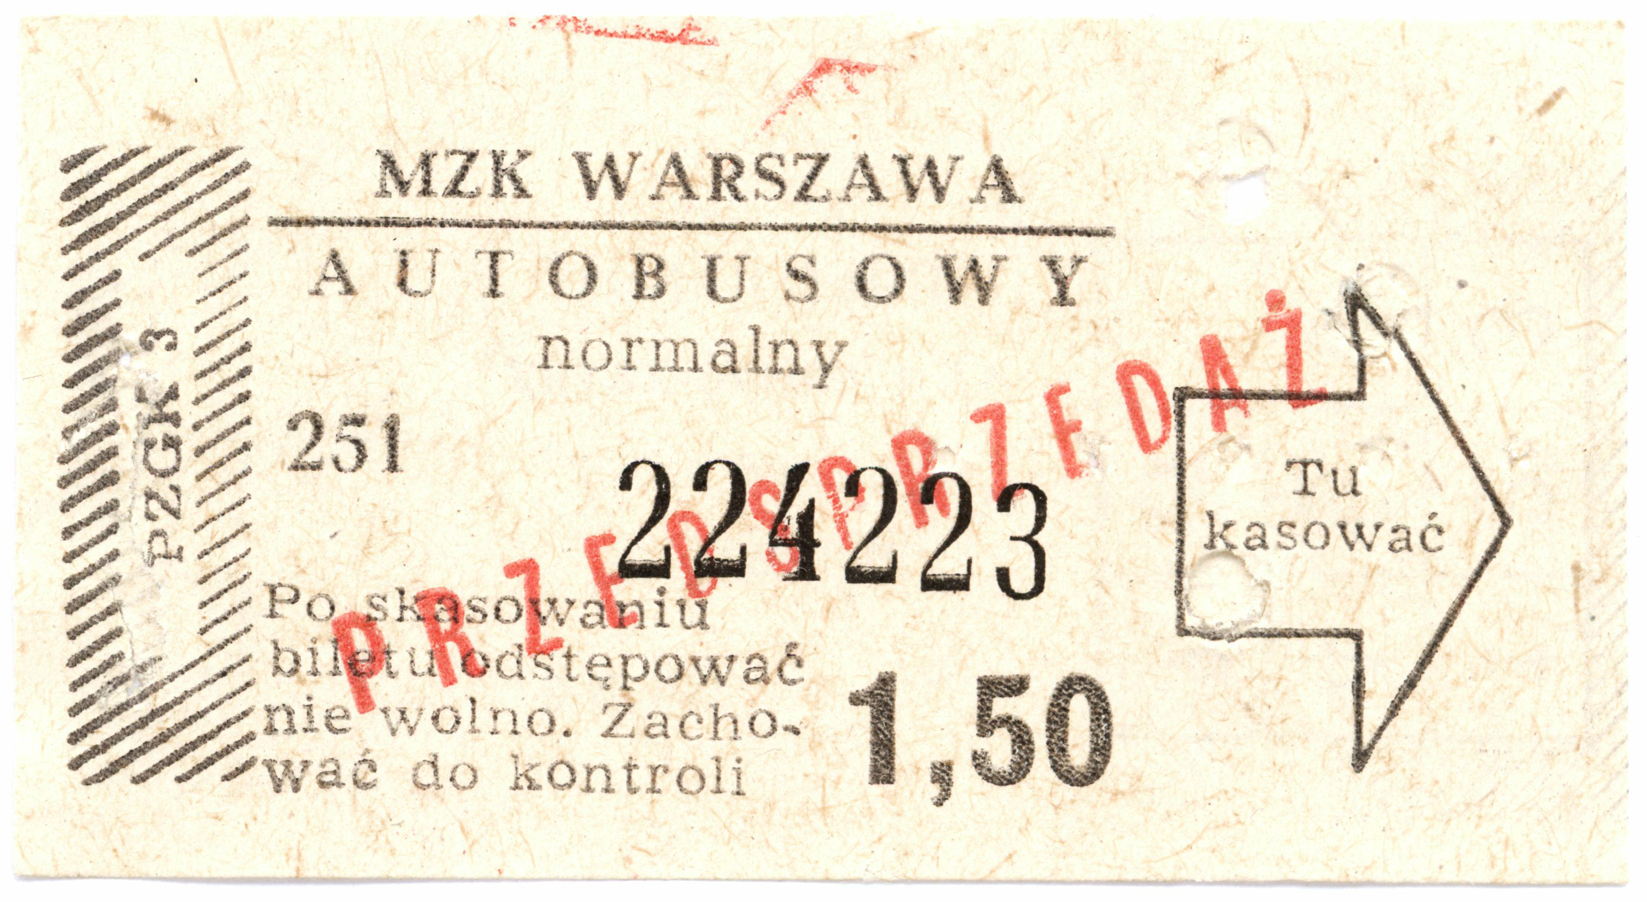 MZK WARSZAWA
AUTOBUSOWY
normalny
PZGK 3
251
224223
PRZEDSPRZEDAŻ
Tu
kasować
Po skasowaniu
biletu odstępować
nie wolno. Zacho-
wać do kontroli
1,50